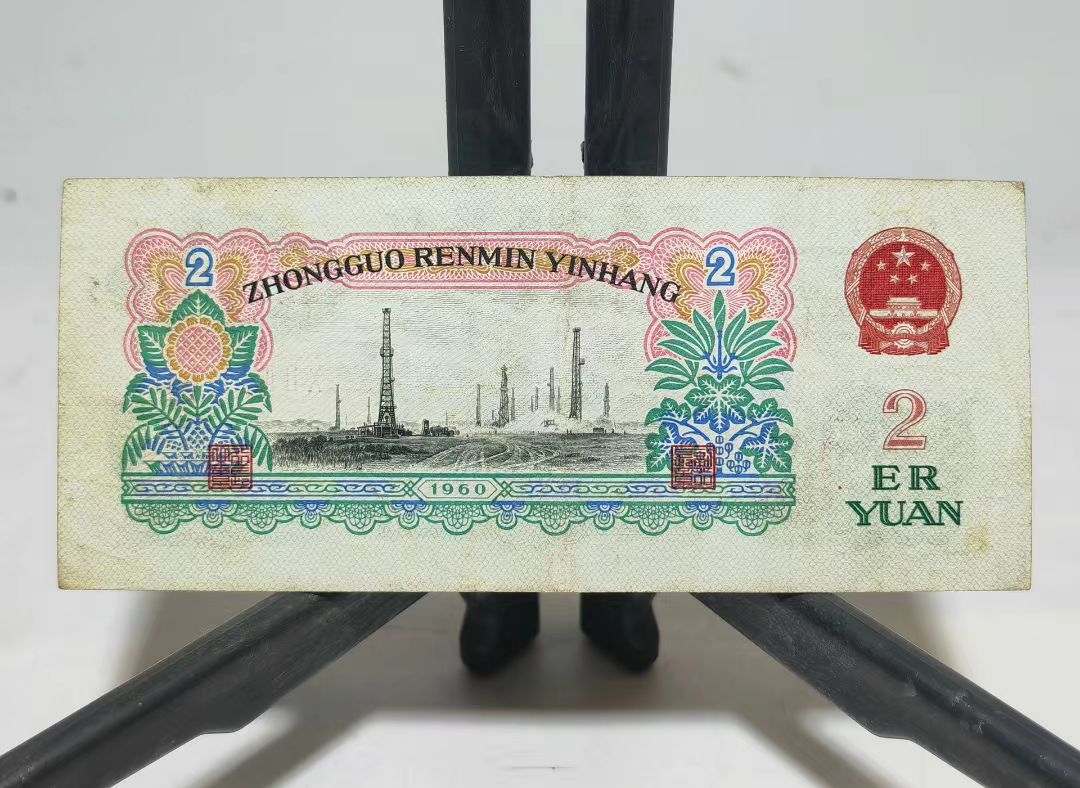 2
2
ZHONGGUO RENMIN YINHANG
2
ER
YUAN
1960